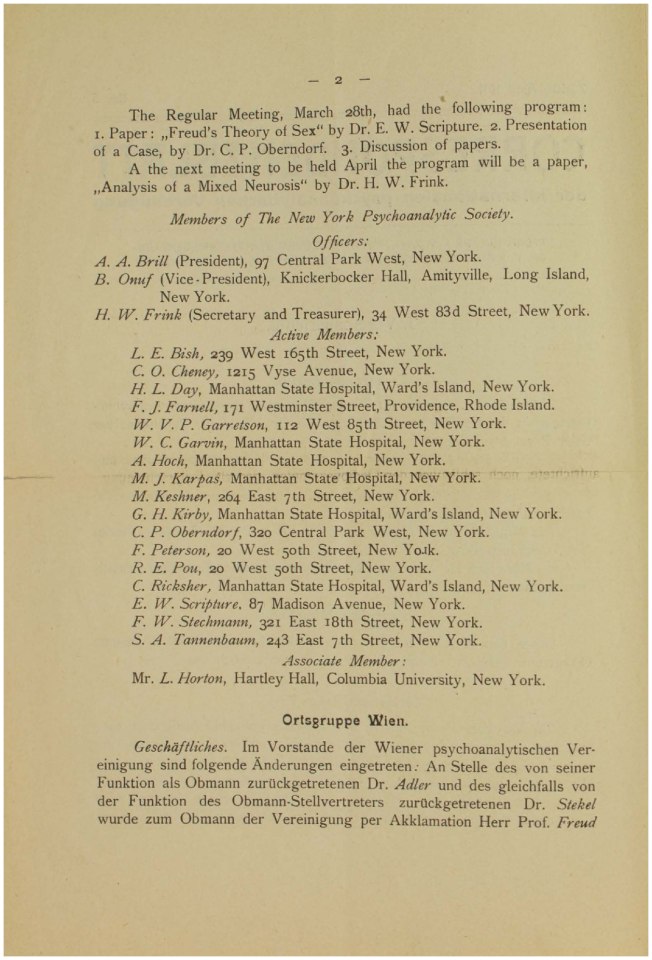 — 2 —
The Regular Meeting, March 28th, had the following program:
1. Paper: „Freud's Theory of Sex“ by Dr. E. W. Scripture. 2. Presentation
of a Case, by Dr. C. P. Oberndorf. 3. Discussion of papers.
A the next meeting to be held April the program will be a paper,
„Analysis of a Mixed Neurosis“ by Dr. H. W. Frink.
Members of The New York Psychoanalytic Society.
Officers:
A. A. Brill (President), 97 Central Park West, New York.
B. Onuf (Vice-President), Knickerbocker Hall, Amityville, Long Island,
New York.
H. W. Frink (Secretary and Treasurer), 34 West 83d Street, New York.
Active Members:
L. E. Bish, 239 West 165th Street, New York.
C. O. Cheney, 1215 Vyse Avenue, New York.
H. L. Day, Manhattan State Hospital, Ward's Island, New York.
F. J. Farnell, 171 Westminster Street, Providence, Rhode Island.
W. V. P. Garretson, 112 West 85th Street, New York.
W. C. Garvin, Manhattan State Hospital, New York.
A. Hoch, Manhattan State Hospital, New York.
M. J. Karpas, Manhattan State Hospital, New York.
M. Keshner, 264 East 7th Street, New York.
G. H. Kirby, Manhattan State Hospital, Ward's Island, New York.
C. P. Oberndorf, 320 Central Park West, New York.
F. Peterson, 20 West 50th Street, New York.
R. E. Pou, 20 West 50th Street, New York.
C. Ricksher, Manhattan State Hospital, Ward's Island, New York.
E. W. Scripture. 87 Madison Avenue, New York.
F. W. Stechmann, 321 East 18th Street, New York.
S. A. Tannenbaum, 243 East 7th Street, New York.
Associate Member:
Mr. L. Horton, Hartley Hall, Columbia University, New York.
Ortsgruppe Wien.
Geschäftliches. Im Vorstande der Wiener psychoanalytischen Ver-
einigung sind folgende Änderungen eingetreten: An Stelle des von seiner
Funktion als Obmann zurückgetretenen Dr. Adler und des gleichfalls von
der Funktion des Obmann-Stellvertreters zurückgetretenen Dr. Stekel
wurde zum Obmann der Vereinigung per Akklamation Herr Prof. Freud